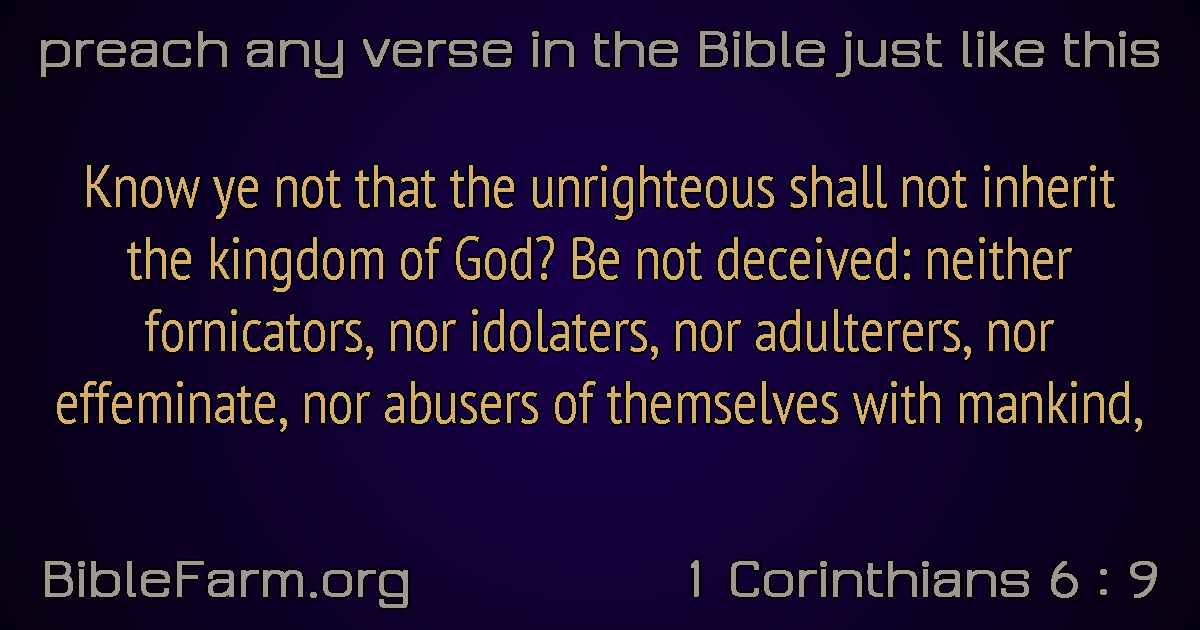 preach any verse in the Bible just like this
Know ye not that the unrighteous shall not inherit
the kingdom of God? Be not deceived: neither
fornicators, nor idolaters, nor adulterers, nor
effeminate, nor abusers of themselves with mankind,
BibleFarm.org
1 Corinthians 6 : 9